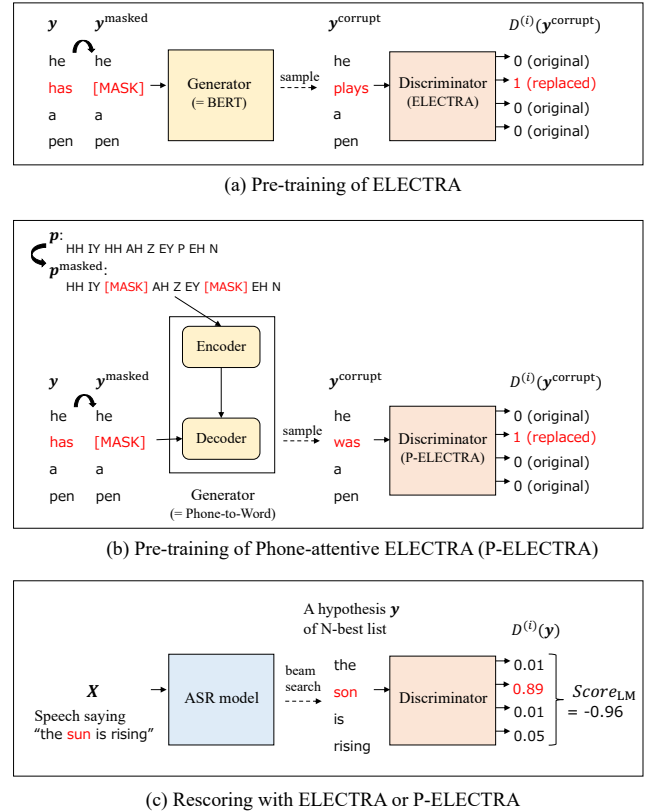 y y^masked y^corrupt D^(i)(y^corrupt)
he he he 0 (original)
has [MASK] Generator (= BERT) sample plays Discriminator (ELECTRA) 1 (replaced)
a a a 0 (original)
pen pen pen 0 (original)
(a) Pre-training of ELECTRA
p:
HH IY HH AH Z EY P EH N
p^masked:
HH IY [MASK] AH Z EY [MASK] EH N
Encoder
y y^masked y^corrupt D^(i)(y^corrupt)
he he he 0 (original)
has [MASK] Decoder sample was Discriminator (P-ELECTRA) 1 (replaced)
a a a 0 (original)
pen pen pen 0 (original)
Generator
(= Phone-to-Word)
(b) Pre-training of Phone-attentive ELECTRA (P-ELECTRA)
A hypothesis y
of N-best list D^(i)(y)
the 0.01
X ASR model beam search son Discriminator 0.89 Score_LM
Speech saying is 0.01 = -0.96
"the sun is rising" rising 0.05
(c) Rescoring with ELECTRA or P-ELECTRA